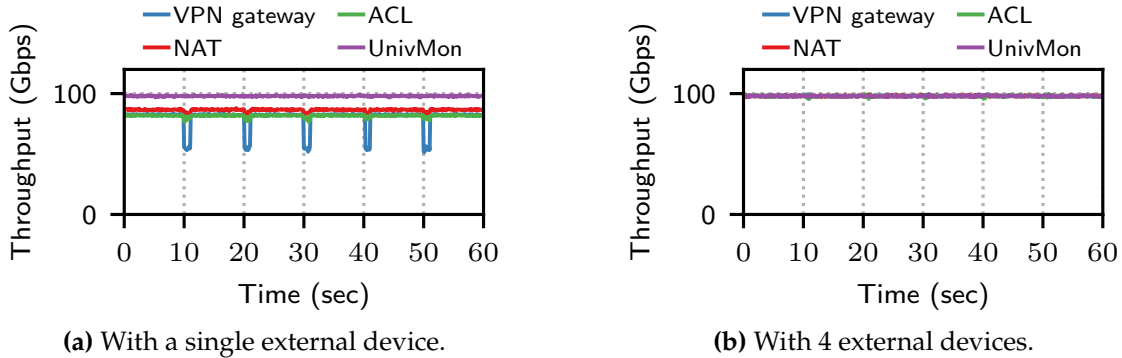 VPN gateway
ACL
NAT
UnivMon
Throughput (Gbps)
100
0
0 10 20 30 40 50 60
Time (sec)
(a) With a single external device.
VPN gateway
ACL
NAT
UnivMon
Throughput (Gbps)
100
0
0 10 20 30 40 50 60
Time (sec)
(b) With 4 external devices.